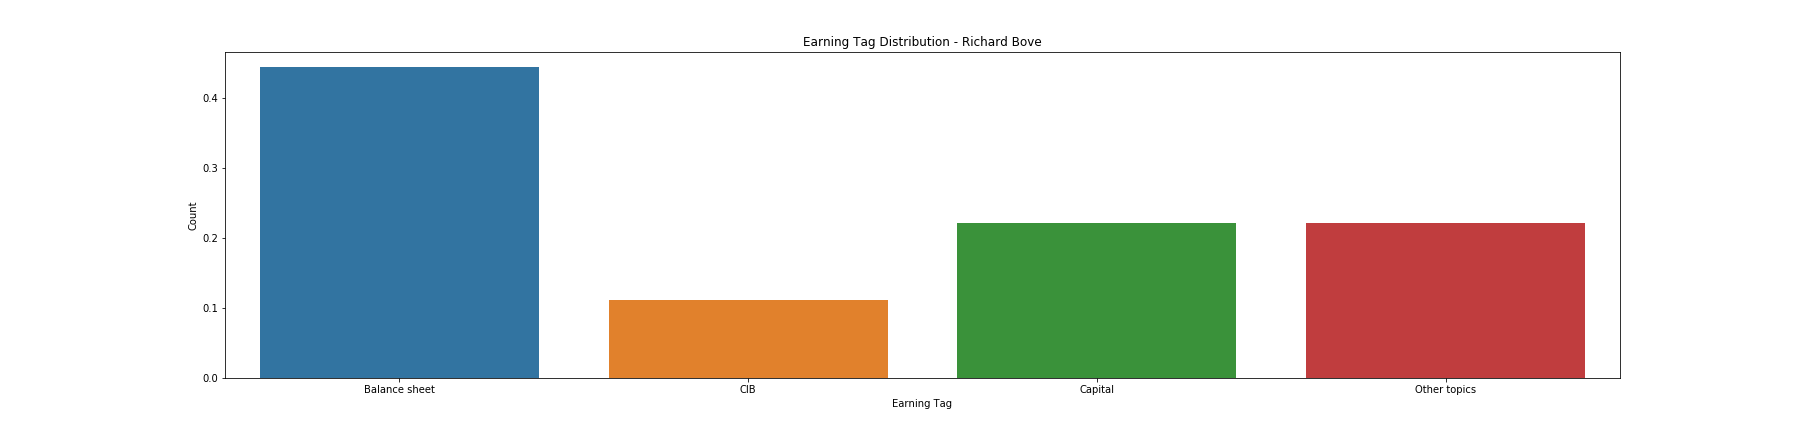 Earning Tag Distribution - Richard Bove
0.4
0.3
0.2
0.1
0.0
Count
Balance sheet
CIB
Capital
Other topics
Earning Tag